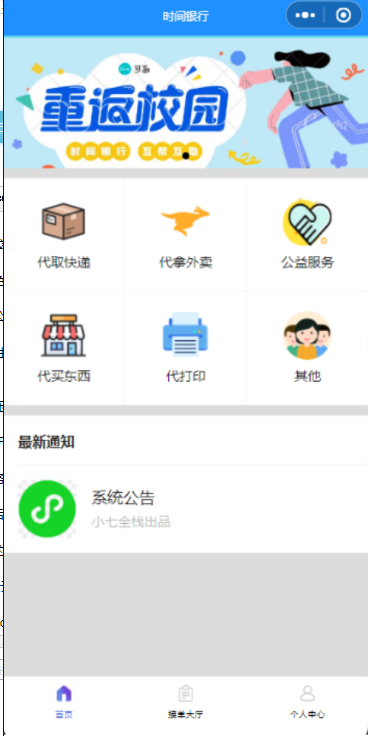 时间银行
重返校园
时间银行 互帮互助
代取快递
代拿外卖
公益服务
代买东西
代打印
其他
最新通知
系统公告
小七全栈出品
首页
接单大厅
个人中心